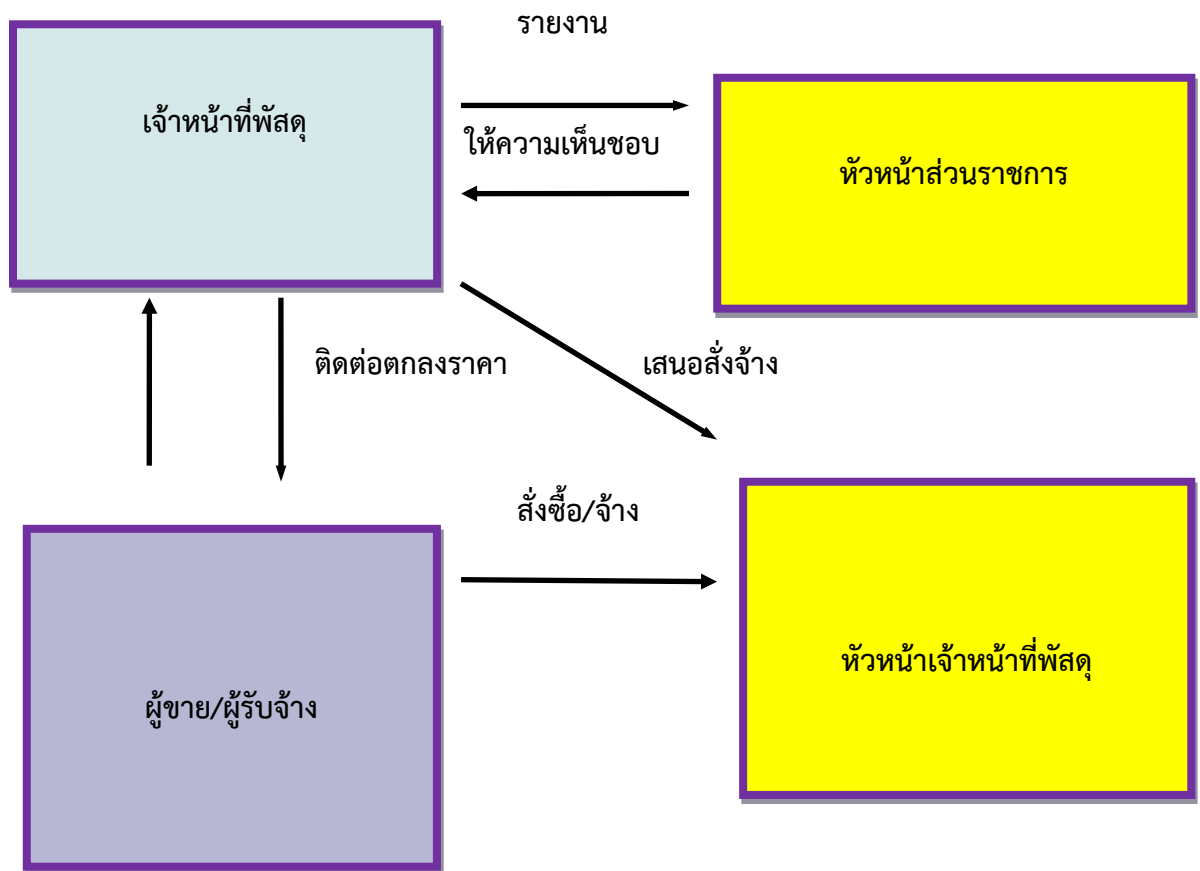 รายงาน
เจ้าหน้าที่พัสดุ
ให้ความเห็นชอบ
หัวหน้าส่วนราชการ
ติดต่อตกลงราคา
เสนอสั่งจ้าง
สั่งซื้อ/จ้าง
หัวหน้าเจ้าหน้าที่พัสดุ
ผู้ขาย/ผู้รับจ้าง